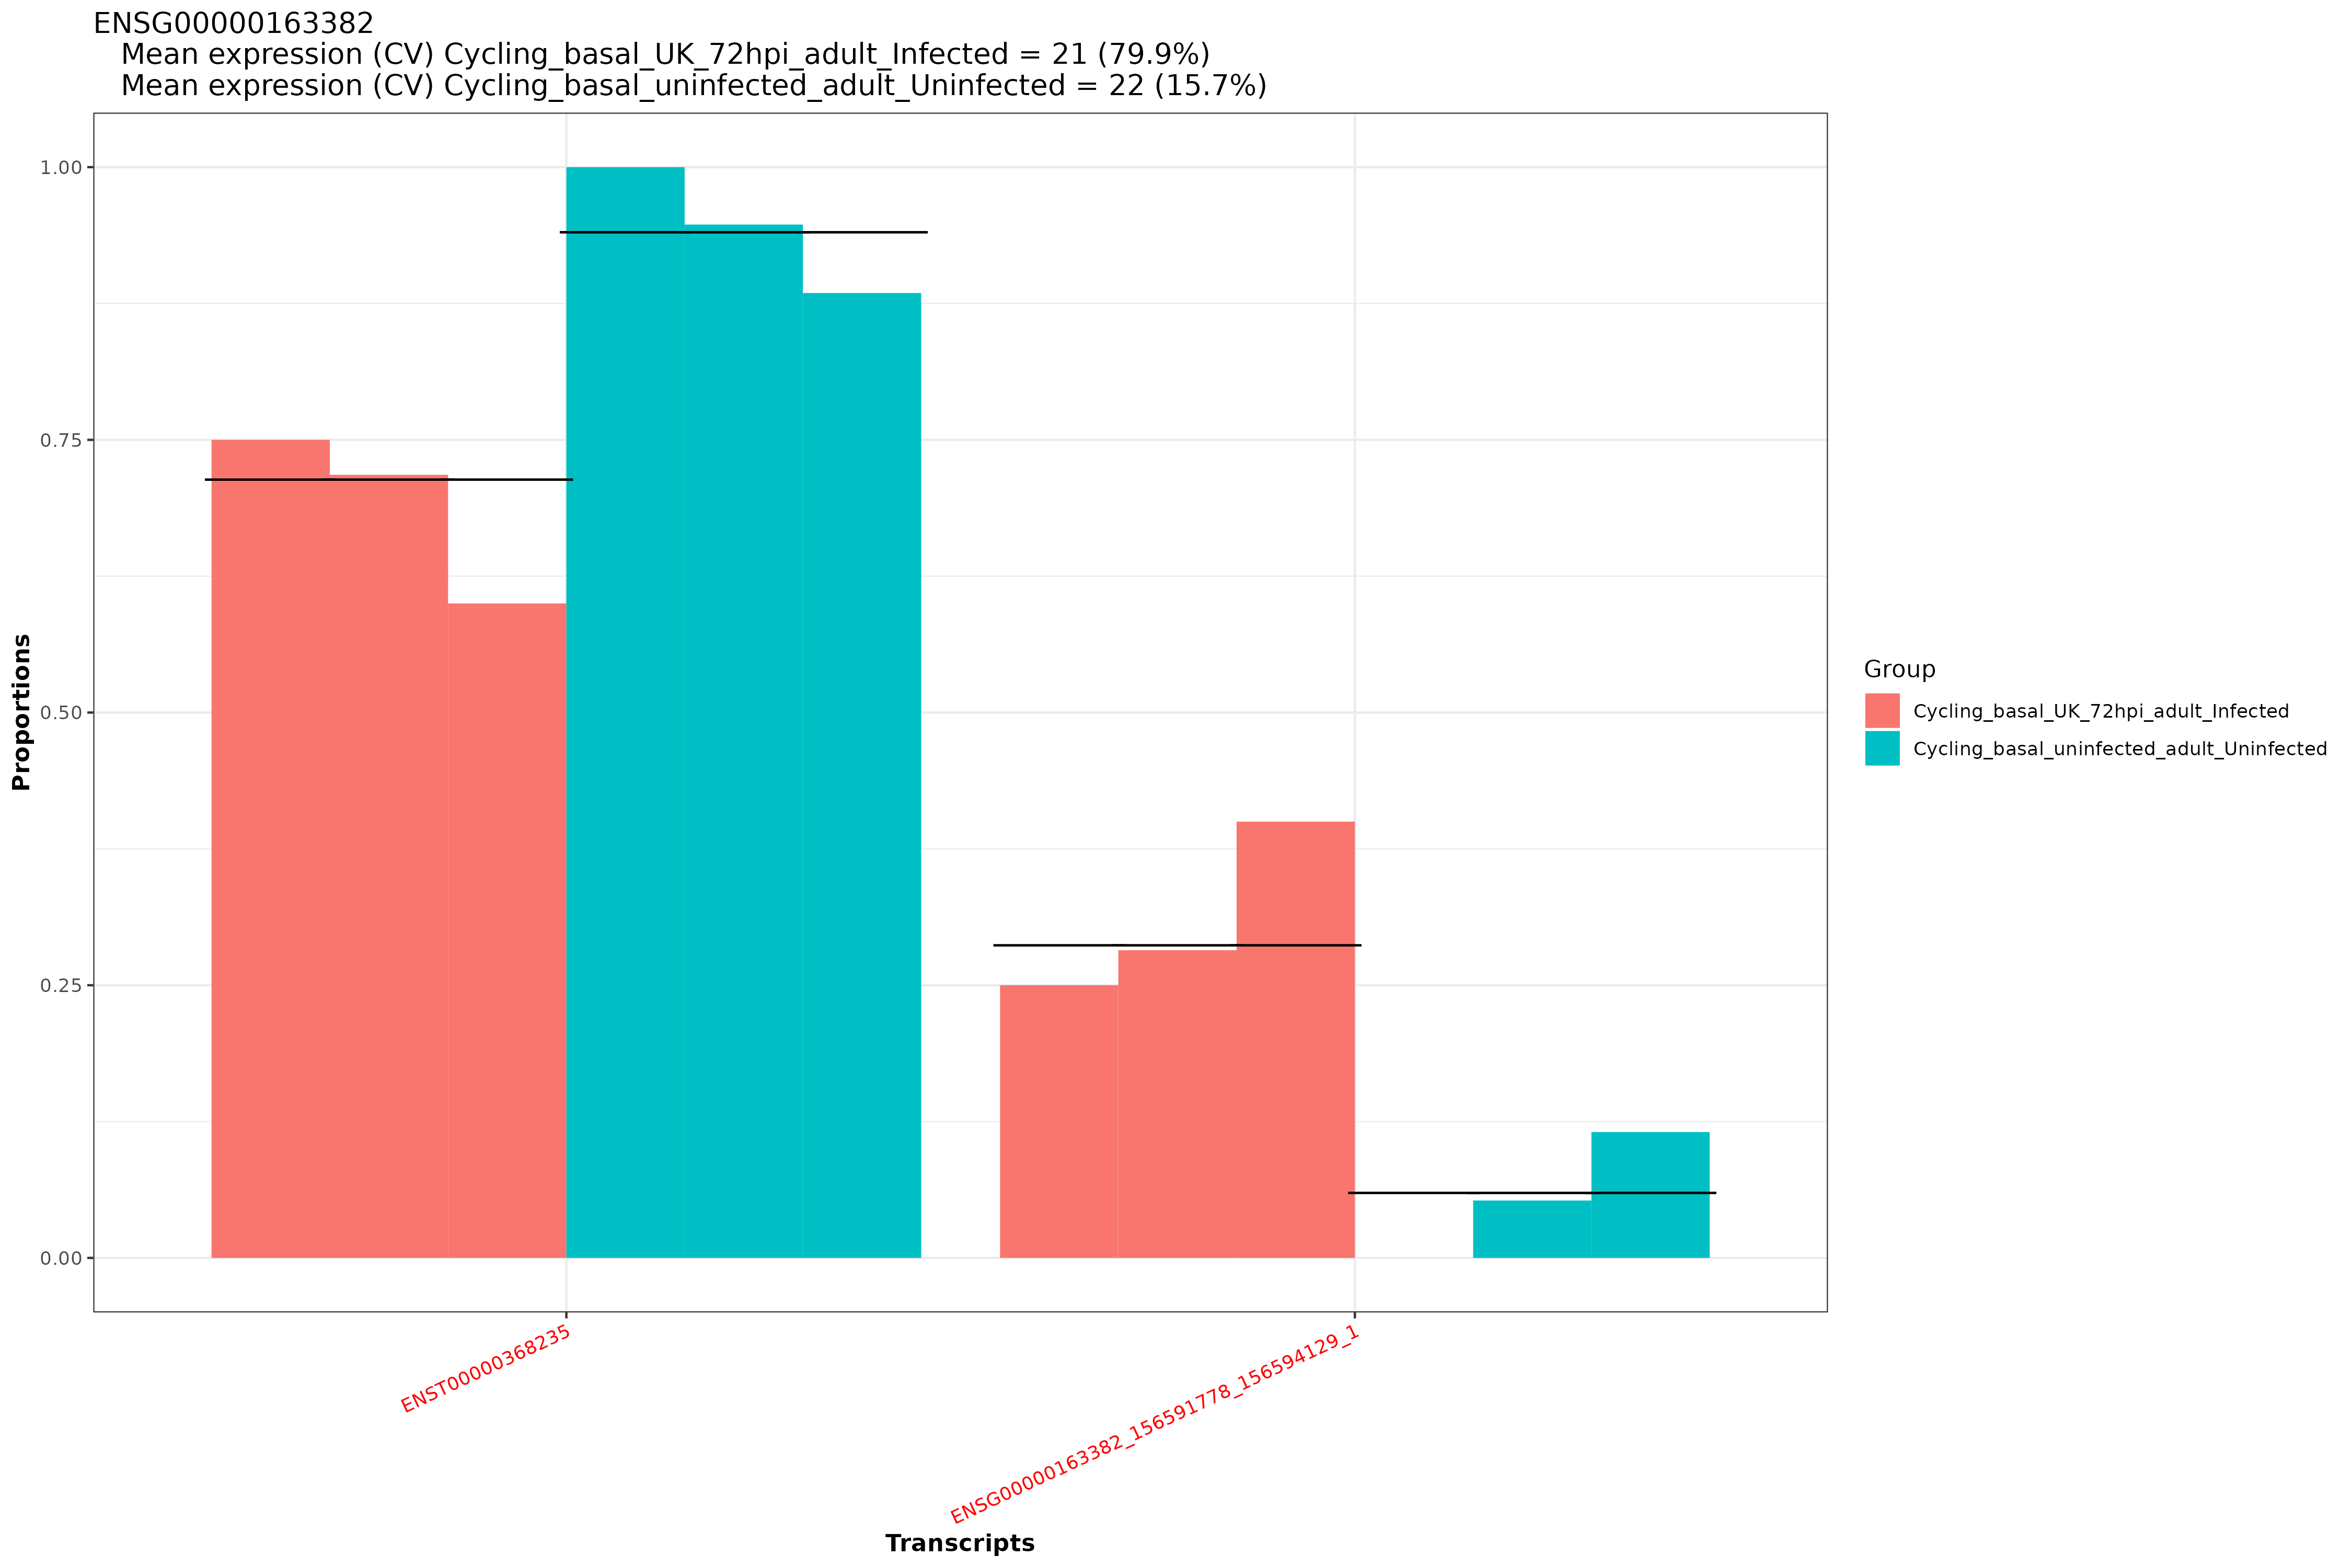 ENSG00000163382
Mean expression (CV) Cycling_basal_UK_72hpi_adult_Infected = 21 (79.9%)
Mean expression (CV) Cycling_basal_uninfected_adult_Uninfected = 22 (15.7%)
1.00
0.75
0.50
0.25
0.00
Proportions
Group
Cycling_basal_UK_72hpi_adult_Infected
Cycling_basal_uninfected_adult_Uninfected
ENST00000368235
ENSG00000163382_156591778_156594129_1
Transcripts